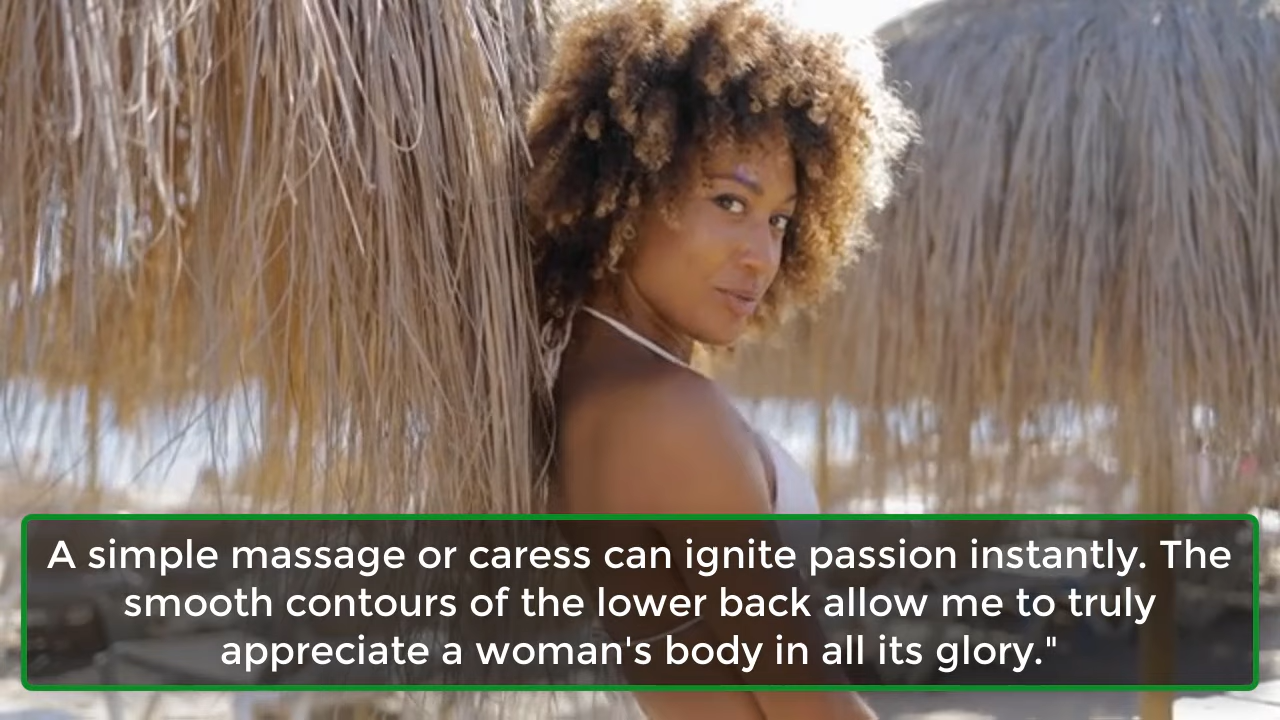 A simple massage or caress can ignite passion instantly. The
smooth contours of the lower back allow me to truly
appreciate a woman's body in all its glory."